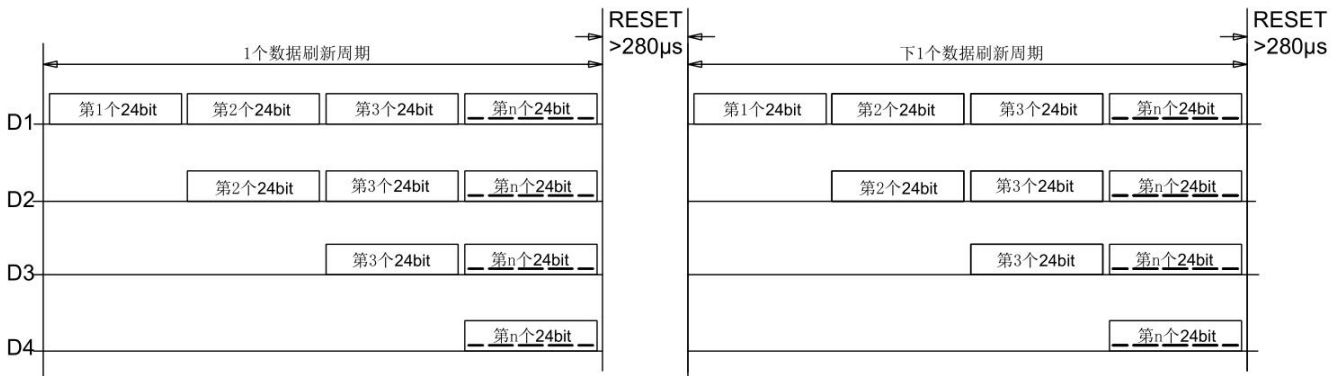 RESET
>280μs
RESET
>280μs
1个数据刷新周期
下1个数据刷新周期
D1
第1个24bit
第2个24bit
第3个24bit
第n个24bit
第1个24bit
第2个24bit
第3个24bit
第n个24bit
D2
第2个24bit
第3个24bit
第n个24bit
第2个24bit
第3个24bit
第n个24bit
D3
第3个24bit
第n个24bit
第3个24bit
第n个24bit
D4
第n个24bit
第n个24bit